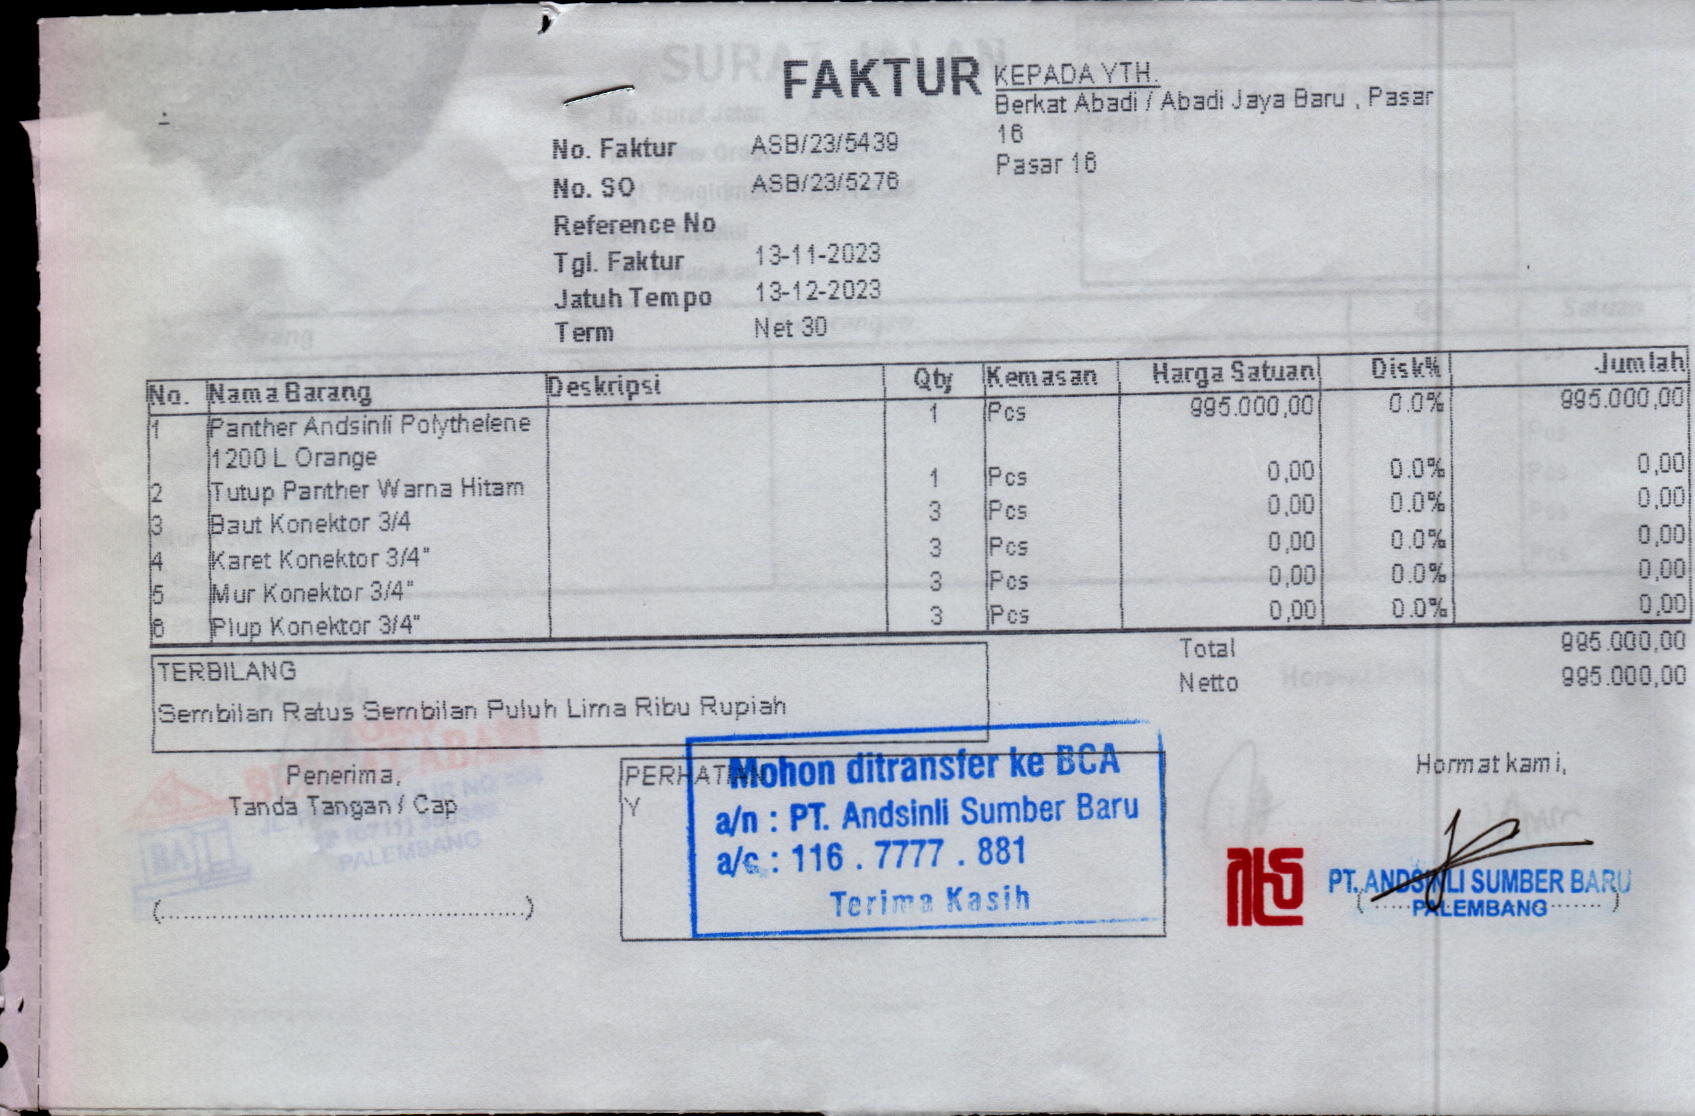 FAKTUR
KEPADA YTH.
Berkat Abadi / Abadi Jaya Baru , Pasar
16
Pasar 16
No. Faktur ASB/23/5439
No. SO ASB/23/5276
Reference No
Tgl. Faktur 13-11-2023
Jatuh Tempo 13-12-2023
Term Net 30
No. Nama Barang Deskripsi Qty Kemasan Harga Satuan Disk% Jumlah
1 Panther Andsinli Polythelene 1 Pcs 995.000,00 0.0% 995.000,00
1200 L Orange
2 Tutup Panther Warna Hitam 1 Pcs 0,00 0.0% 0,00
3 Baut Konektor 3/4 3 Pcs 0,00 0.0% 0,00
4 Karet Konektor 3/4" 3 Pcs 0,00 0.0% 0,00
5 Mur Konektor 3/4" 3 Pcs 0,00 0.0% 0,00
6 Plup Konektor 3/4" 3 Pcs 0,00 0.0% 0,00
Total 995.000,00
Netto 995.000,00
TERBILANG
Sembilan Ratus Sembilan Puluh Lima Ribu Rupiah
Penerima,
Tanda Tangan / Cap
(...............................................)
PERHATIAN
Y
Mohon ditransfer ke BCA
a/n : PT. Andsinli Sumber Baru
a/c : 116 . 7777 . 881
Terima Kasih
Hormat kami,
PT. ANDSINLI SUMBER BARU
PALEMBANG
SURAT JALAN
PALEMBANG